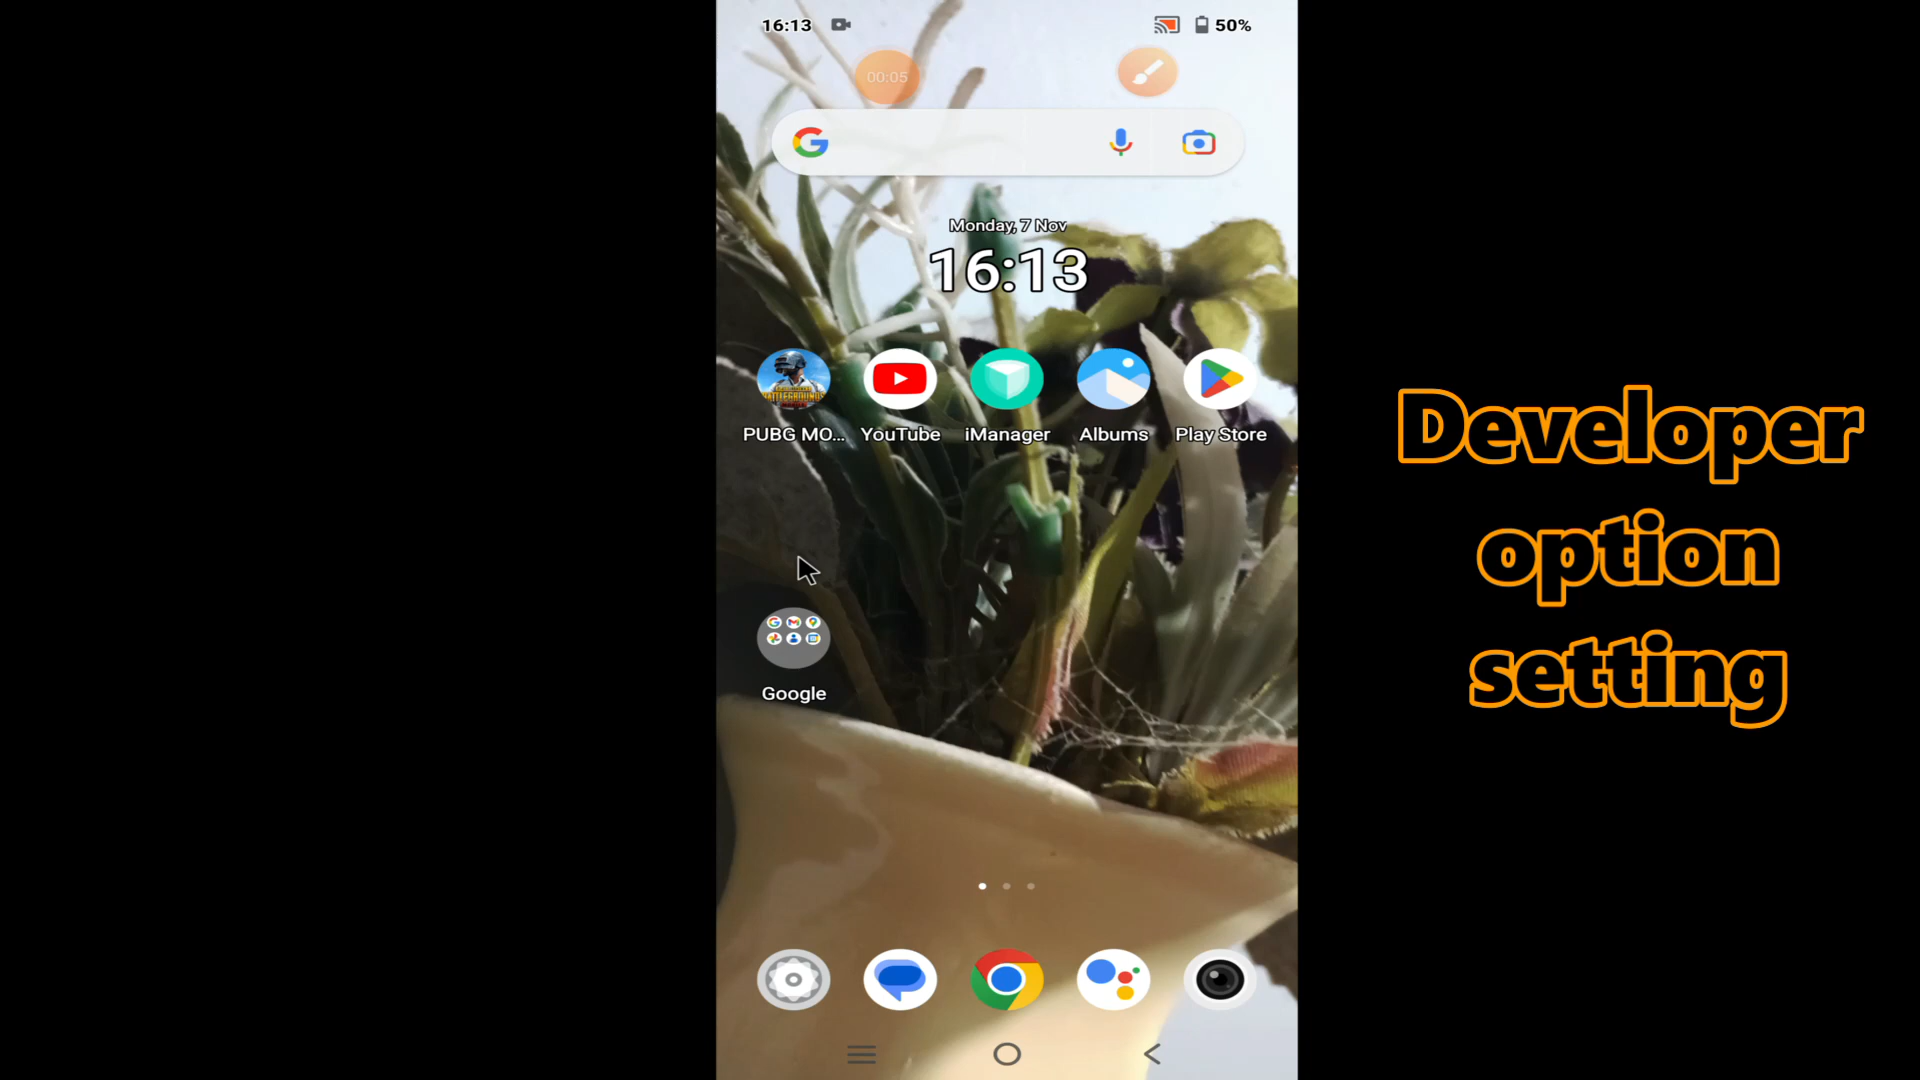 16:13
50%
00:05
Monday, 7 Nov
16:13
PUBG MO...
YouTube
iManager
Albums
Play Store
Google
Developer
option
setting